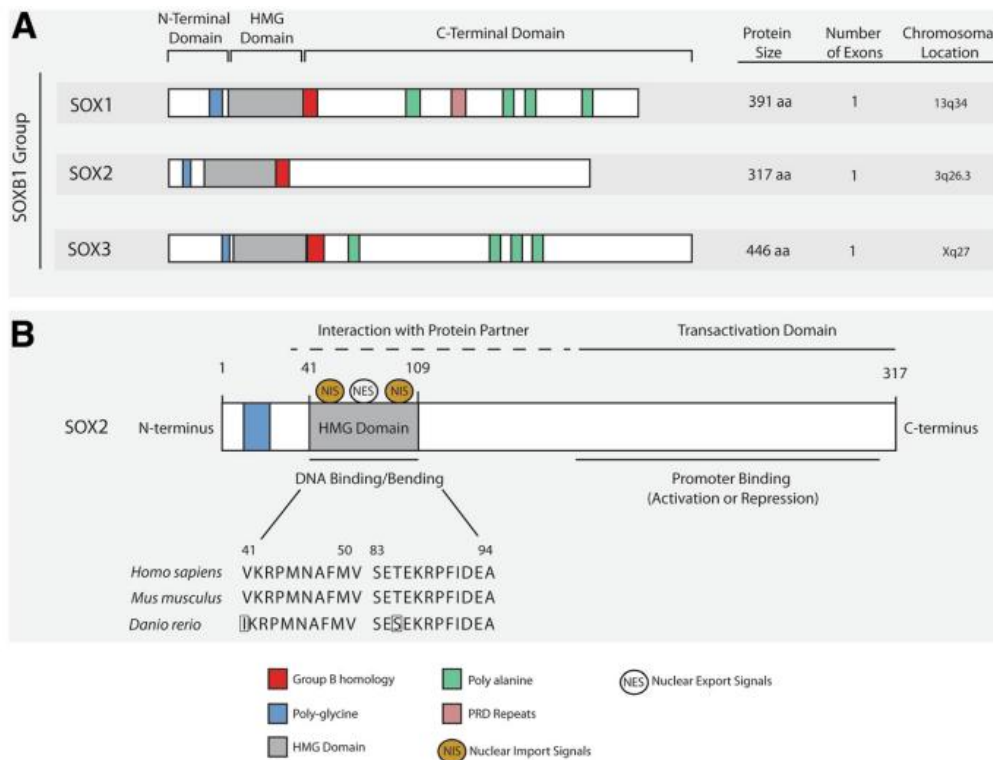 A
N-Terminal Domain
HMG Domain
C-Terminal Domain
Protein Size
Number of Exons
Chromosoma Location
SOXB1 Group
SOX1
391 aa
1
13q34
SOX2
317 aa
1
3q26.3
SOX3
446 aa
1
Xq27
B
Interaction with Protein Partner
Transactivation Domain
1
41
109
317
NIS
NES
NIS
SOX2
N-terminus
HMG Domain
C-terminus
DNA Binding/Bending
Promoter Binding
(Activation or Repression)
41 50 83 94
Homo sapiens VKRPMNAFMV SETEKRPFIDEA
Mus musculus VKRPMNAFMV SETEKRPFIDEA
Danio rerio IKRPMNAFMV SESEKRPFIDEA
Group B homology
Poly alanine
NES Nuclear Export Signals
Poly-glycine
PRD Repeats
HMG Domain
NIS Nuclear Import Signals